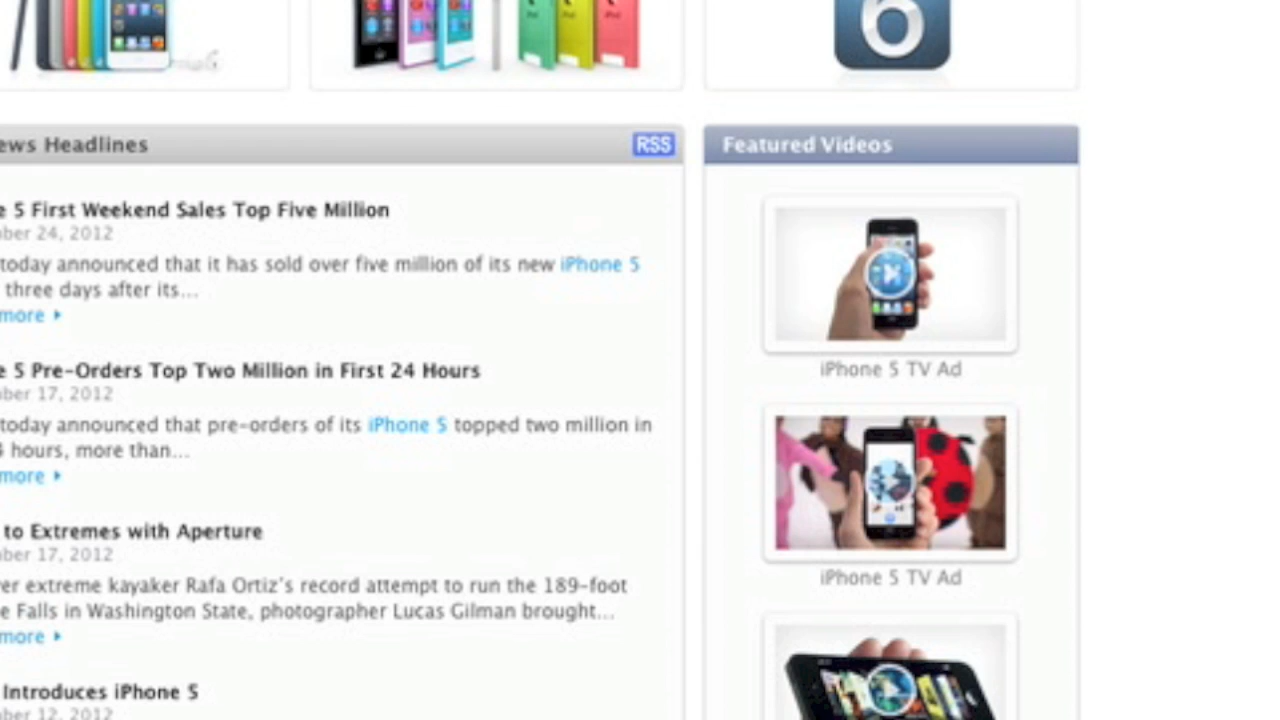 6
ews Headlines
RSS
e 5 First Weekend Sales Top Five Million
ber 24, 2012
today announced that it has sold over five million of its new iPhone 5
three days after its...
more
e 5 Pre-Orders Top Two Million in First 24 Hours
ber 17, 2012
today announced that pre-orders of its iPhone 5 topped two million in
4 hours, more than...
more
to Extremes with Aperture
ber 17, 2012
ver extreme kayaker Rafa Ortiz's record attempt to run the 189-foot
e Falls in Washington State, photographer Lucas Gilman brought...
more
Introduces iPhone 5
ber 12, 2012
Featured Videos
iPhone 5 TV Ad
iPhone 5 TV Ad